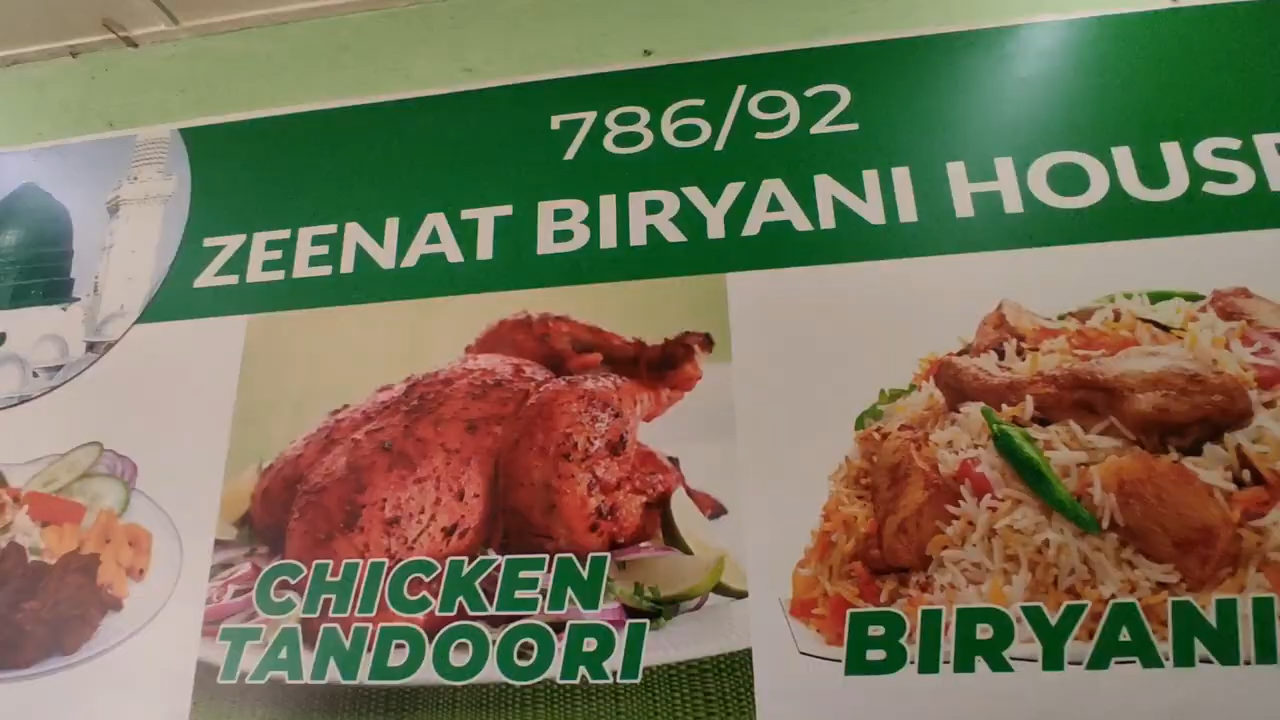 786/92
ZEENAT BIRYANI HOUSE
CHICKEN
TANDOORI
BIRYANI